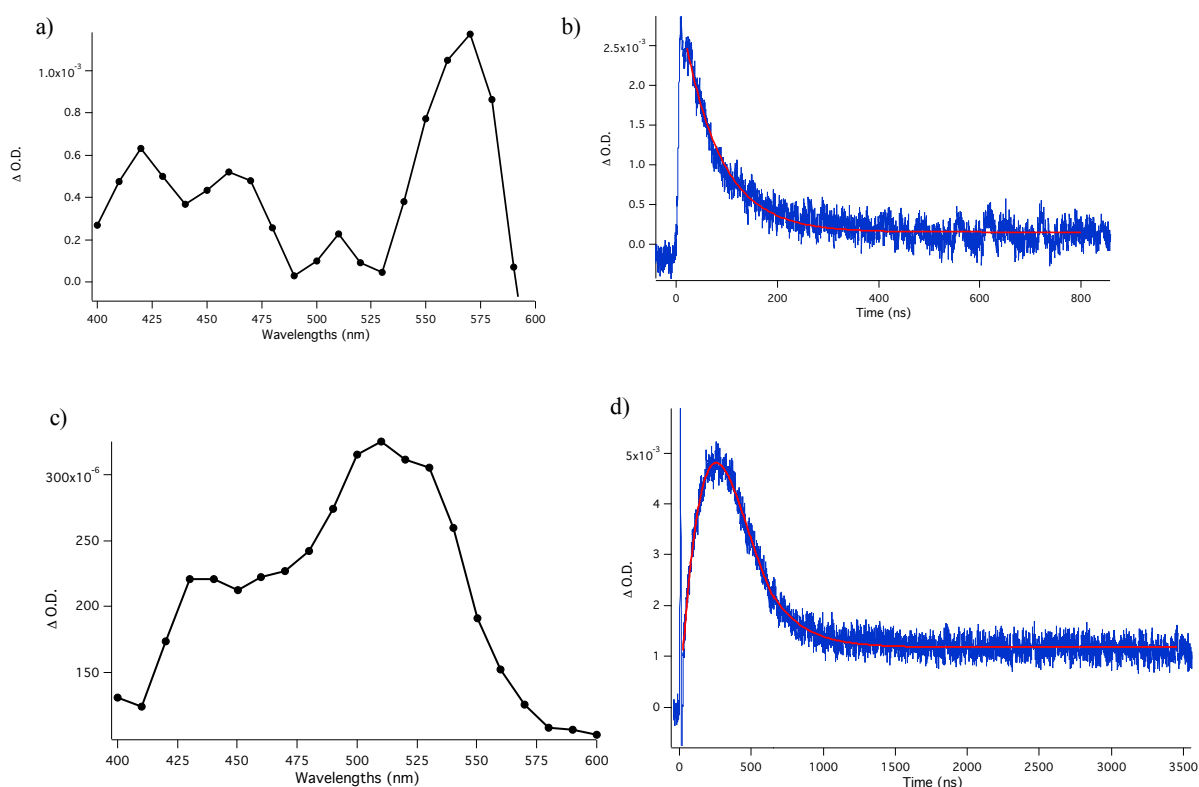 a)
1.0x10⁻³
0.8
0.6
0.4
0.2
0.0
Δ O.D.
400 425 450 475 500 525 550 575 600
Wavelengths (nm)
b)
2.5x10⁻³
2.0
1.5
1.0
0.5
0.0
Δ O.D.
0 200 400 600 800
Time (ns)
c)
300x10⁻⁶
250
200
150
Δ O.D.
400 425 450 475 500 525 550 575 600
Wavelengths (nm)
d)
5x10⁻³
4
3
2
1
0
Δ O.D.
0 500 1000 1500 2000 2500 3000 3500
Time (ns)